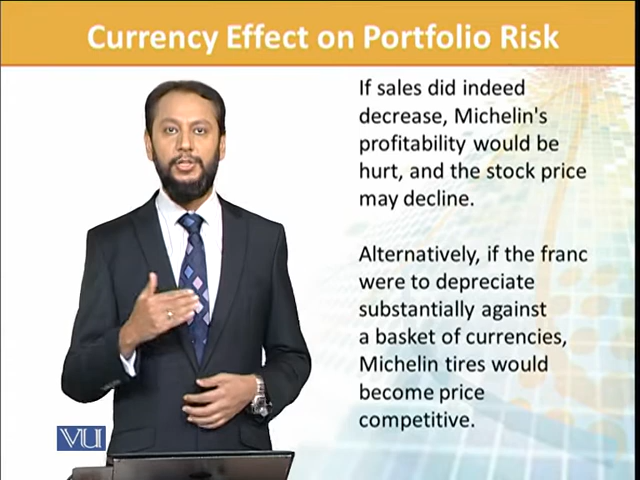 Currency Effect on Portfolio Risk
If sales did indeed
decrease, Michelin's
profitability would be
hurt, and the stock price
may decline.
Alternatively, if the franc
were to depreciate
substantially against
a basket of currencies,
Michelin tires would
become price
competitive.
VU